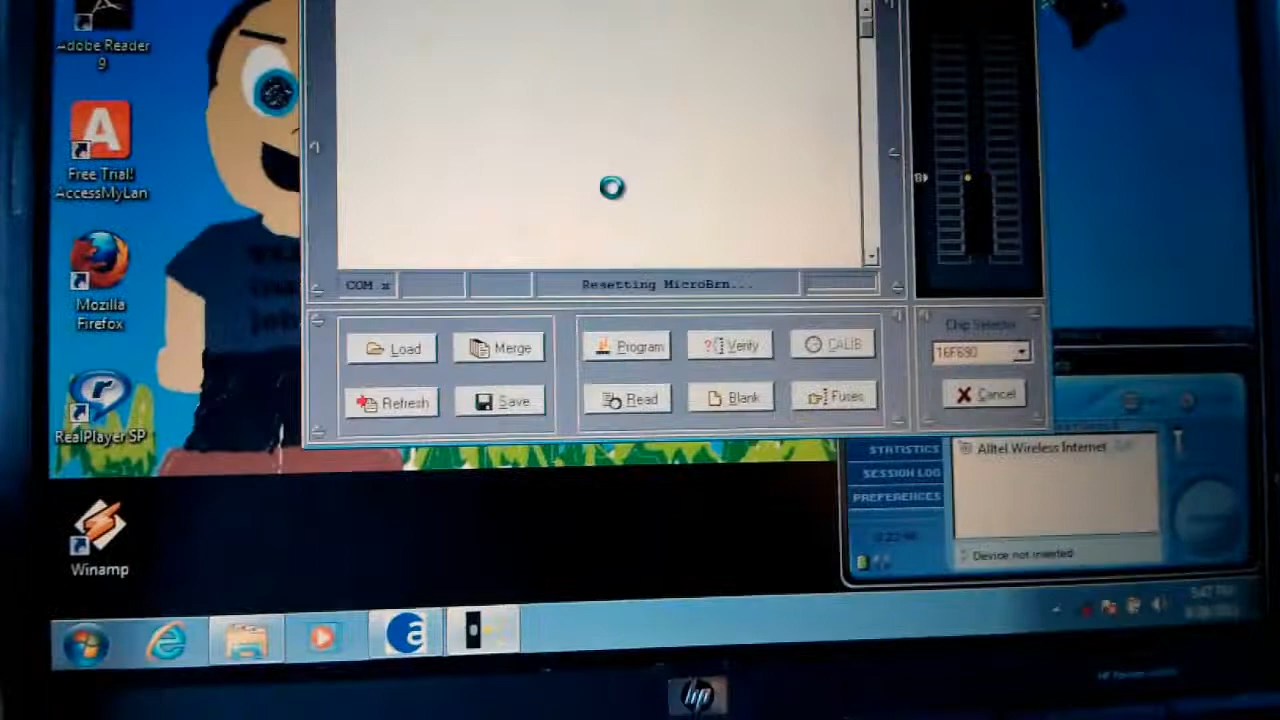 Adobe Reader
9
Free Trial!
AccessMyLan
Mozilla
Firefox
RealPlayer SP
Winamp
COM x
Resetting MicroBrn...
Load
Merge
Program
Verify
CALIB
Refresh
Save
Read
Blank
Fuses
Chip Selector
Cancel
STATISTICS
SESSION LOG
PREFERENCES
Alltel Wireless Internet
Device not inserted
hp